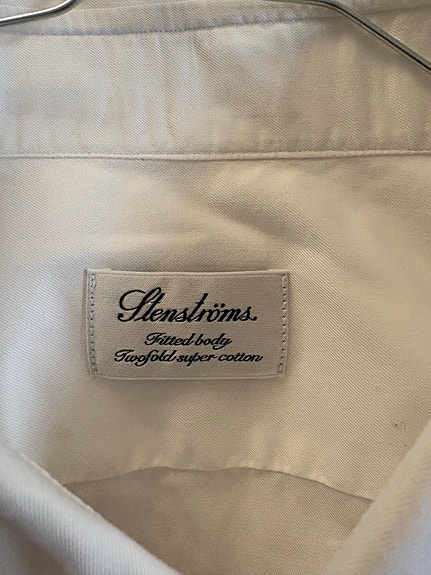 Stenströms
Fitted body
Twofold super cotton